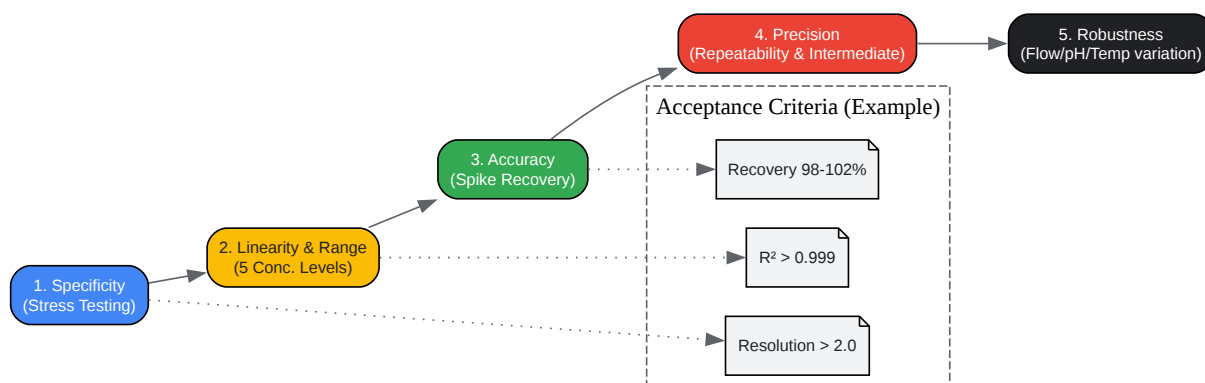 4. Precision
(Repeatability & Intermediate)
5. Robustness
(Flow/pH/Temp variation)
Acceptance Criteria (Example)
3. Accuracy
(Spike Recovery)
Recovery 98-102%
2. Linearity & Range
(5 Conc. Levels)
R² > 0.999
1. Specificity
(Stress Testing)
Resolution > 2.0